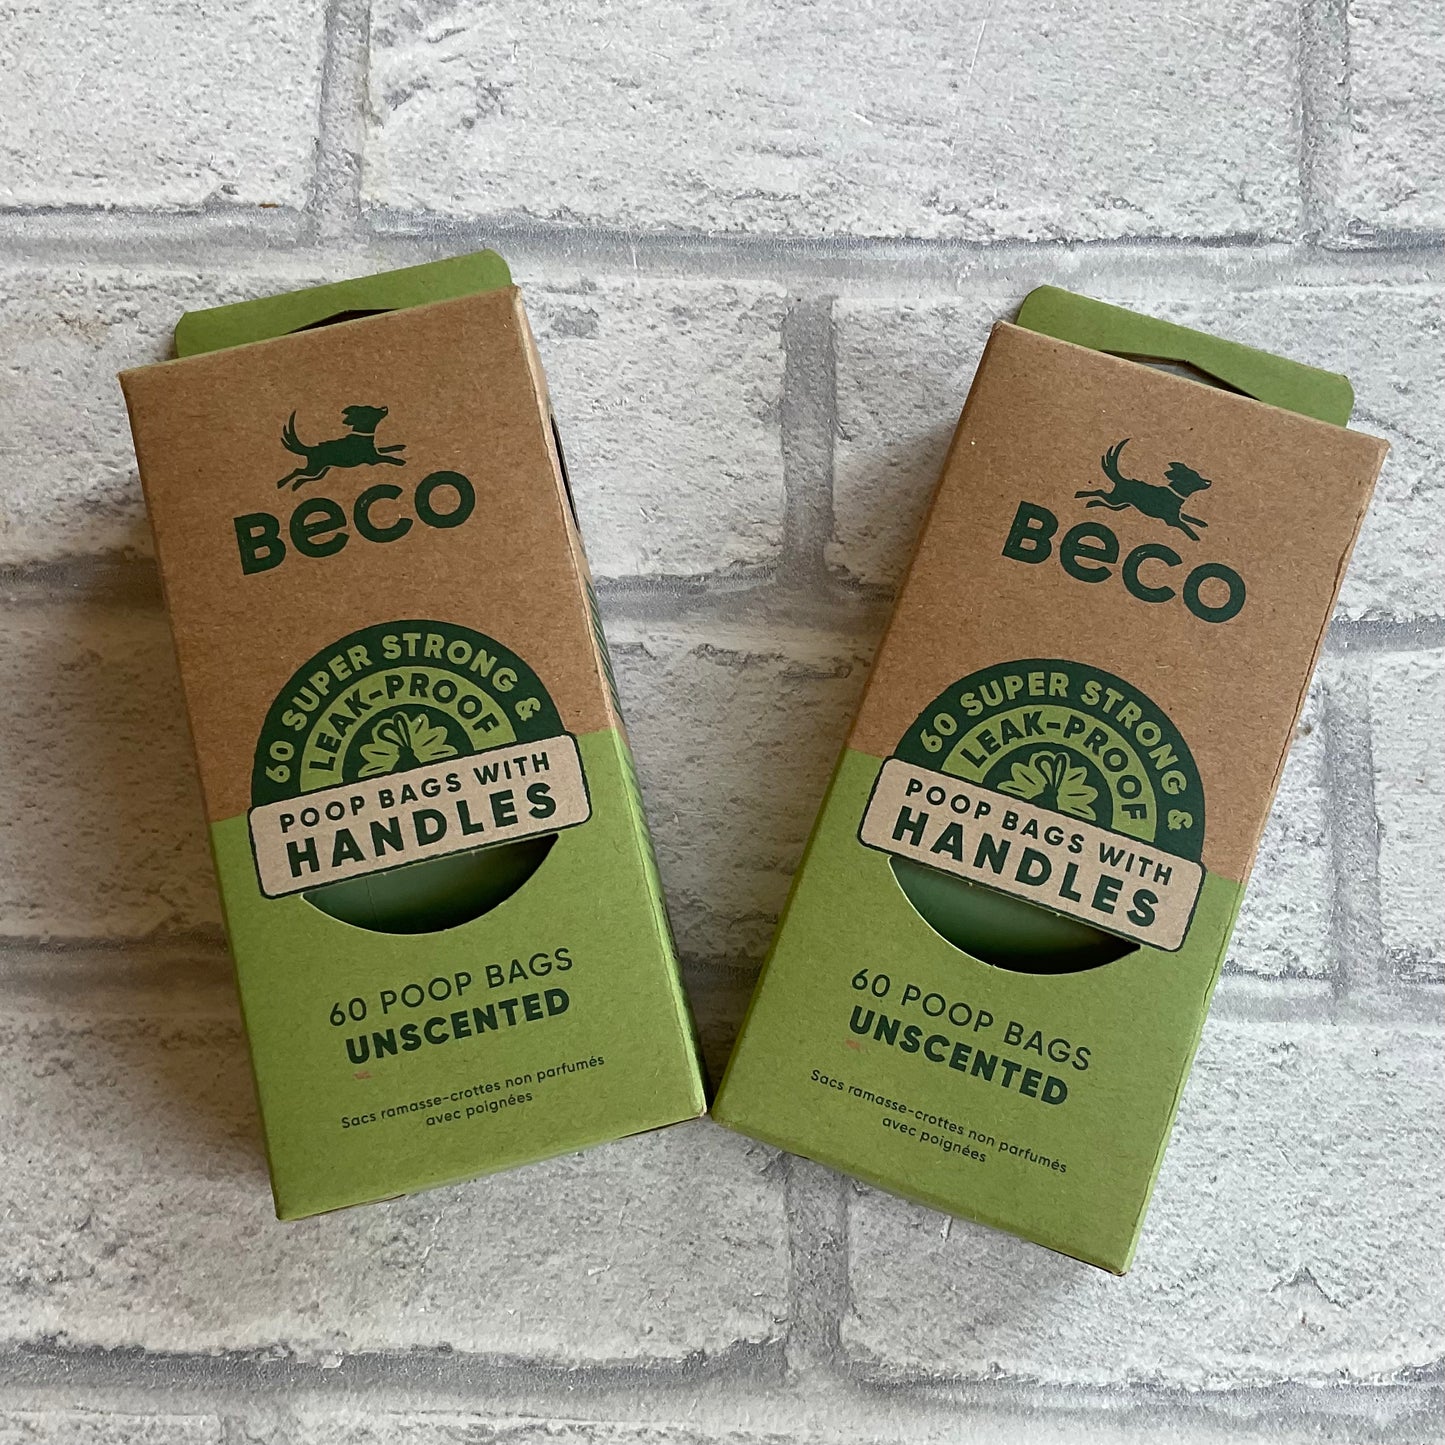 Beco
60 SUPER STRONG &
LEAK-PROOF
POOP BAGS WITH
HANDLES
60 POOP BAGS
UNSCENTED
Sacs ramasse-crottes non parfumés
avec poignées
Beco
60 SUPER STRONG &
LEAK-PROOF
POOP BAGS WITH
HANDLES
60 POOP BAGS
UNSCENTED
Sacs ramasse-crottes non parfumés
avec poignées